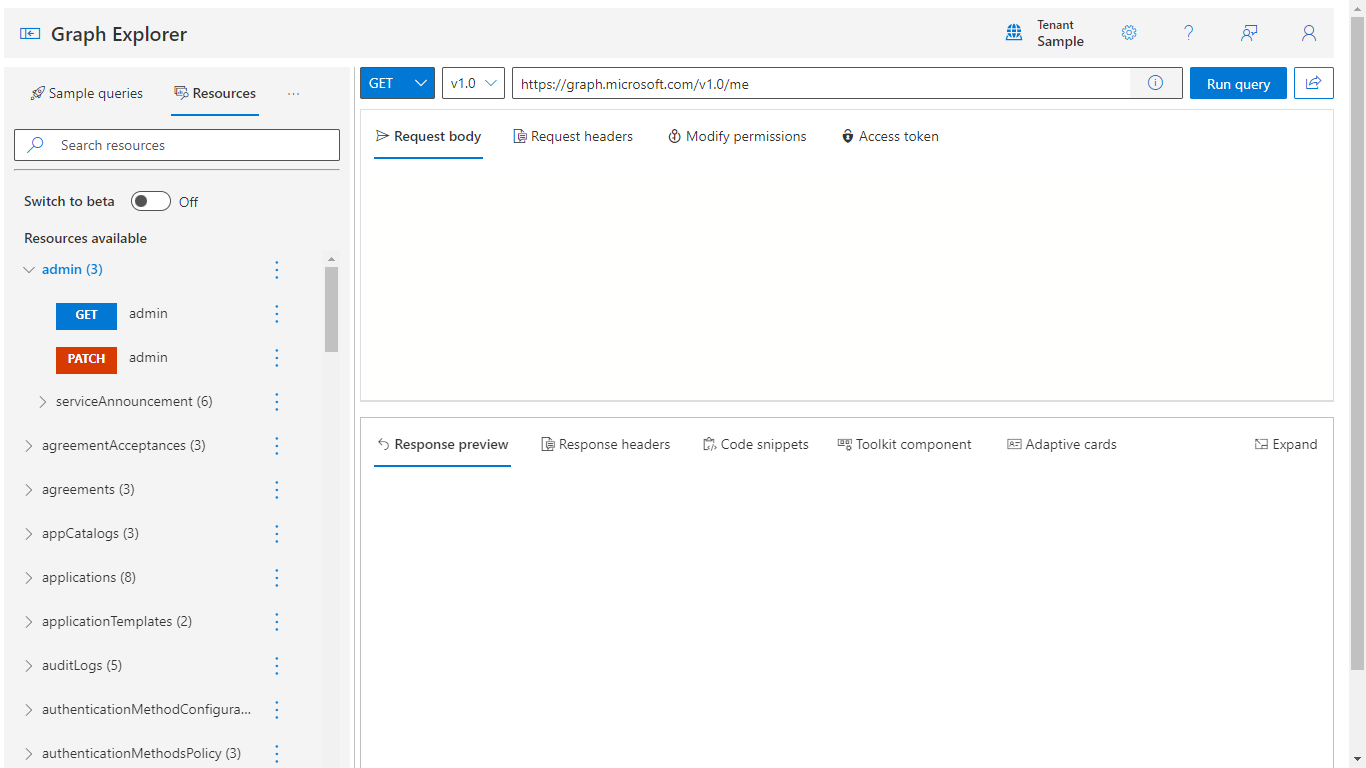 Graph Explorer
Tenant
Sample
?
Sample queries
Resources
...
GET
v1.0
https://graph.microsoft.com/v1.0/me
Run query
Search resources
Request body
Request headers
Modify permissions
Access token
Switch to beta
Off
Resources available
admin (3)
GET
admin
PATCH
admin
serviceAnnouncement (6)
agreementAcceptances (3)
agreements (3)
appCatalogs (3)
applications (8)
applicationTemplates (2)
auditLogs (5)
authenticationMethodConfigura...
authenticationMethodsPolicy (3)
Response preview
Response headers
Code snippets
Toolkit component
Adaptive cards
Expand